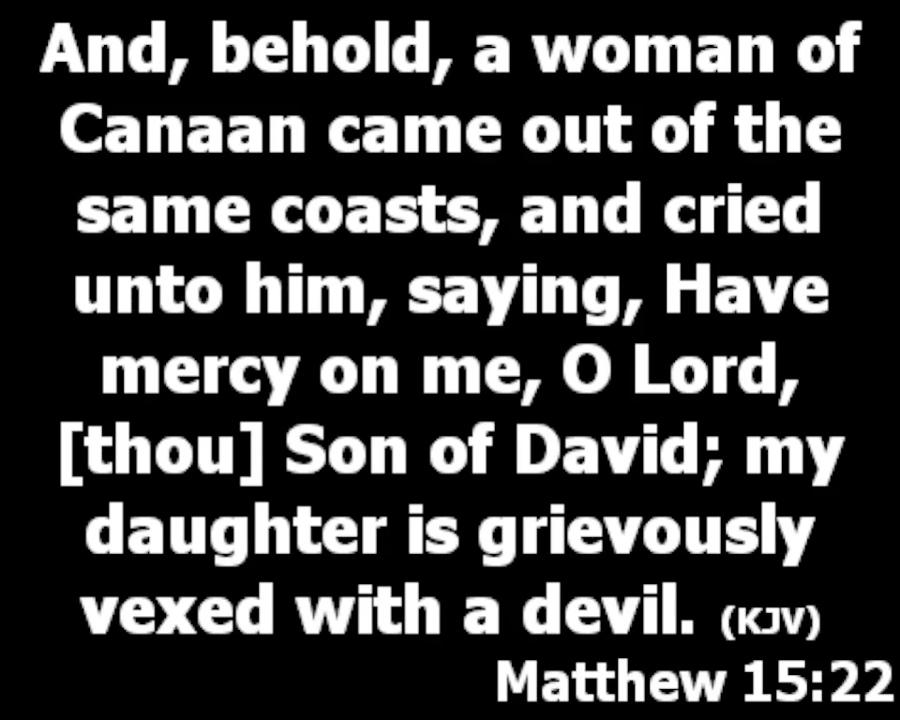 And, behold, a woman of
Canaan came out of the
same coasts, and cried
unto him, saying, Have
mercy on me, O Lord,
[thou] Son of David; my
daughter is grievously
vexed with a devil. (KJV)
Matthew 15:22